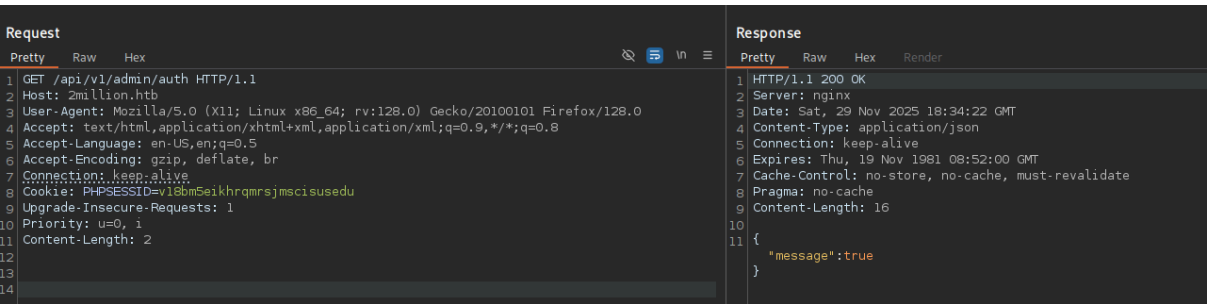 Request
Pretty Raw Hex \n
1 GET /api/v1/admin/auth HTTP/1.1
2 Host: 2million.htb
3 User-Agent: Mozilla/5.0 (X11; Linux x86_64; rv:128.0) Gecko/20100101 Firefox/128.0
4 Accept: text/html,application/xhtml+xml,application/xml;q=0.9,*/*;q=0.8
5 Accept-Language: en-US,en;q=0.5
6 Accept-Encoding: gzip, deflate, br
7 Connection: keep-alive
8 Cookie: PHPSESSID=v18bm5eikhrqmrsjmscisusedu
9 Upgrade-Insecure-Requests: 1
10 Priority: u=0, i
11 Content-Length: 2
12
13
14
Response
Pretty Raw Hex Render
1 HTTP/1.1 200 OK
2 Server: nginx
3 Date: Sat, 29 Nov 2025 18:34:22 GMT
4 Content-Type: application/json
5 Connection: keep-alive
6 Expires: Thu, 19 Nov 1981 08:52:00 GMT
7 Cache-Control: no-store, no-cache, must-revalidate
8 Pragma: no-cache
9 Content-Length: 16
10
11 {
"message":true
}